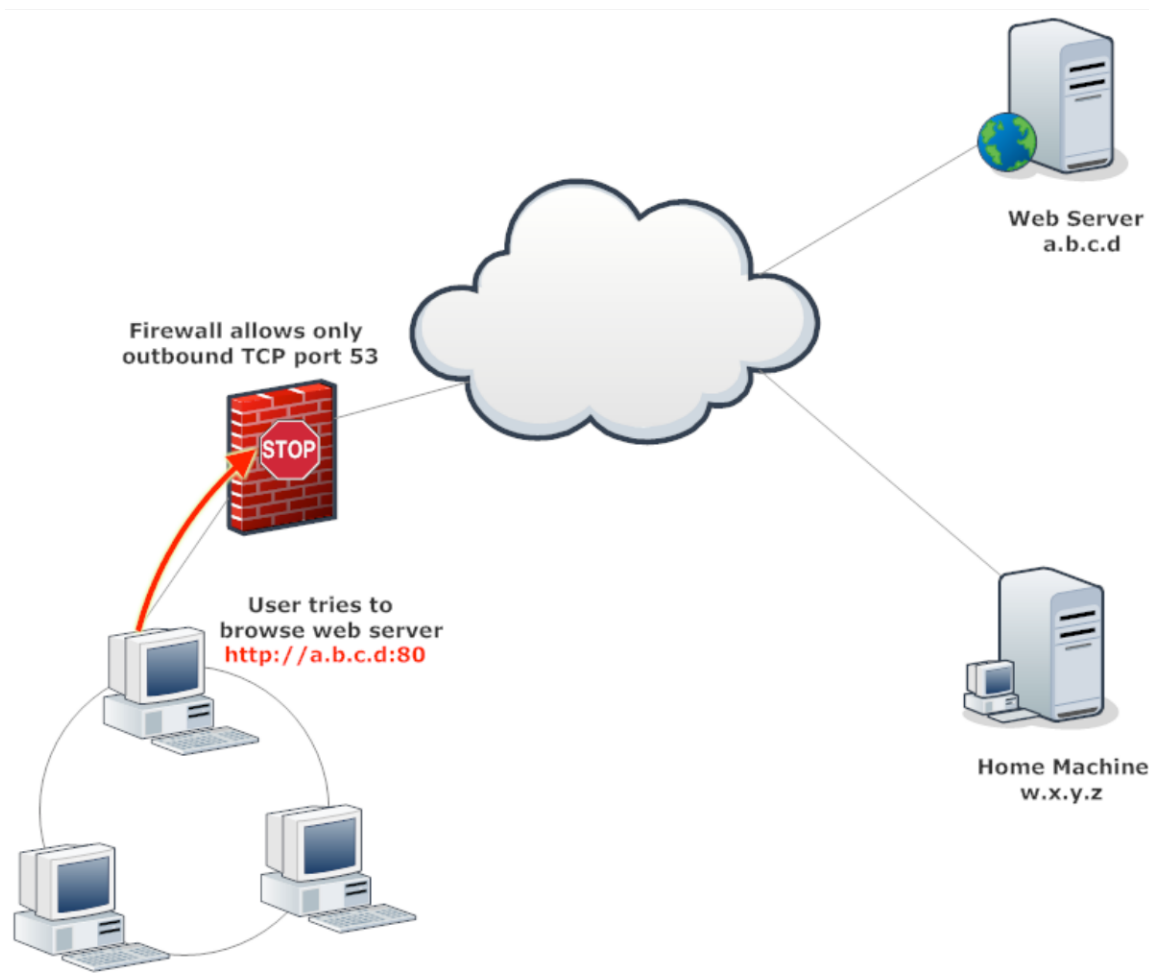 Web Server
a.b.c.d
Firewall allows only
outbound TCP port 53
STOP
User tries to
browse web server
http://a.b.c.d:80
Home Machine
w.x.y.z